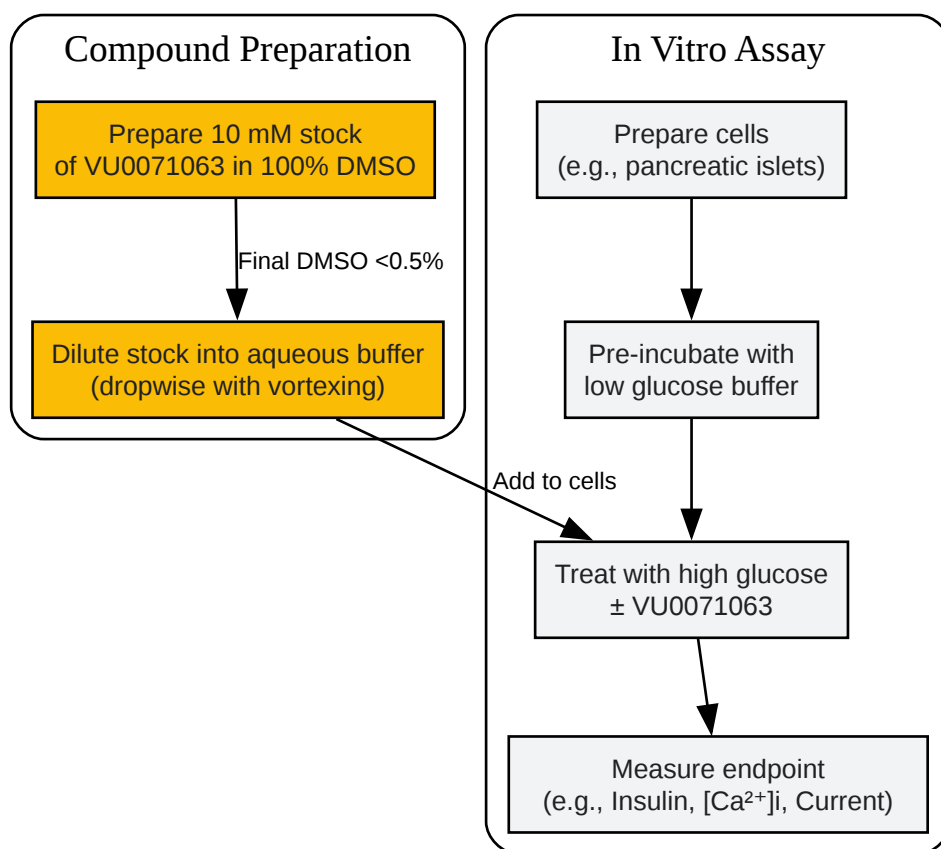 Compound Preparation
Prepare 10 mM stock
of VU0071063 in 100% DMSO
Final DMSO <0.5%
Dilute stock into aqueous buffer
(dropwise with vortexing)
Add to cells
In Vitro Assay
Prepare cells
(e.g., pancreatic islets)
Pre-incubate with
low glucose buffer
Treat with high glucose
± VU0071063
Measure endpoint
(e.g., Insulin, [Ca²⁺]i, Current)